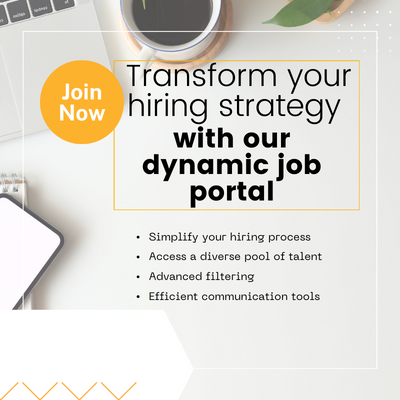 Join
Now
Transform your
hiring strategy
with our
dynamic job
portal
• Simplify your hiring process
• Access a diverse pool of talent
• Advanced filtering
• Efficient communication tools